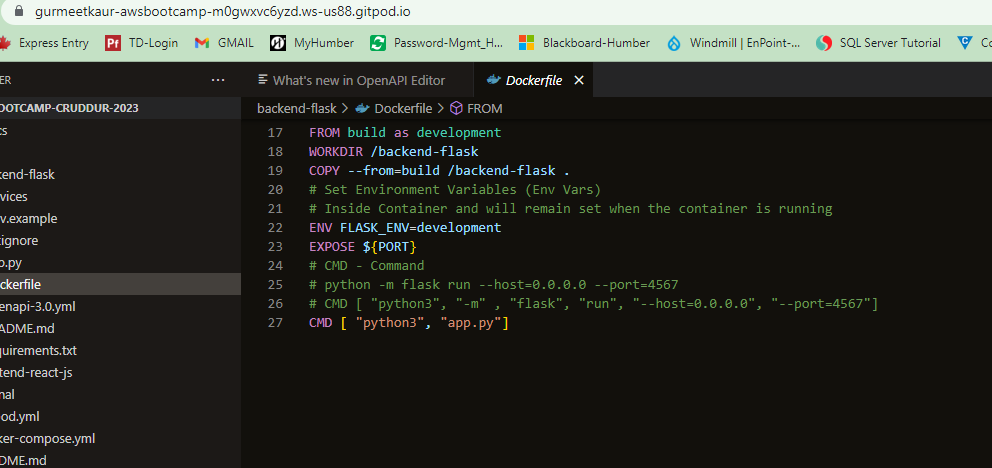 gurmeetkaur-awsbootcamp-m0gwxvc6yzd.ws-us88.gitpod.io
Express Entry TD-Login GMAIL MyHumber Password-Mgmt_H... Blackboard-Humber Windmill | EnPoint-... SQL Server Tutorial Co
ER ··· What's new in OpenAPI Editor Dockerfile
OOTCAMP-CRUDDUR-2023
backend-flask > Dockerfile > FROM
cs
end-flask
vices
v.example
ignore
p.py
ckerfile
enapi-3.0.yml
ADME.md
quirements.txt
tend-react-js
nal
od.yml
ker-compose.yml
DME.md
17 FROM build as development
18 WORKDIR /backend-flask
19 COPY --from=build /backend-flask .
20 # Set Environment Variables (Env Vars)
21 # Inside Container and will remain set when the container is running
22 ENV FLASK_ENV=development
23 EXPOSE ${PORT}
24 # CMD - Command
25 # python -m flask run --host=0.0.0.0 --port=4567
26 # CMD [ "python3", "-m" , "flask", "run", "--host=0.0.0.0", "--port=4567"]
27 CMD [ "python3", "app.py"]